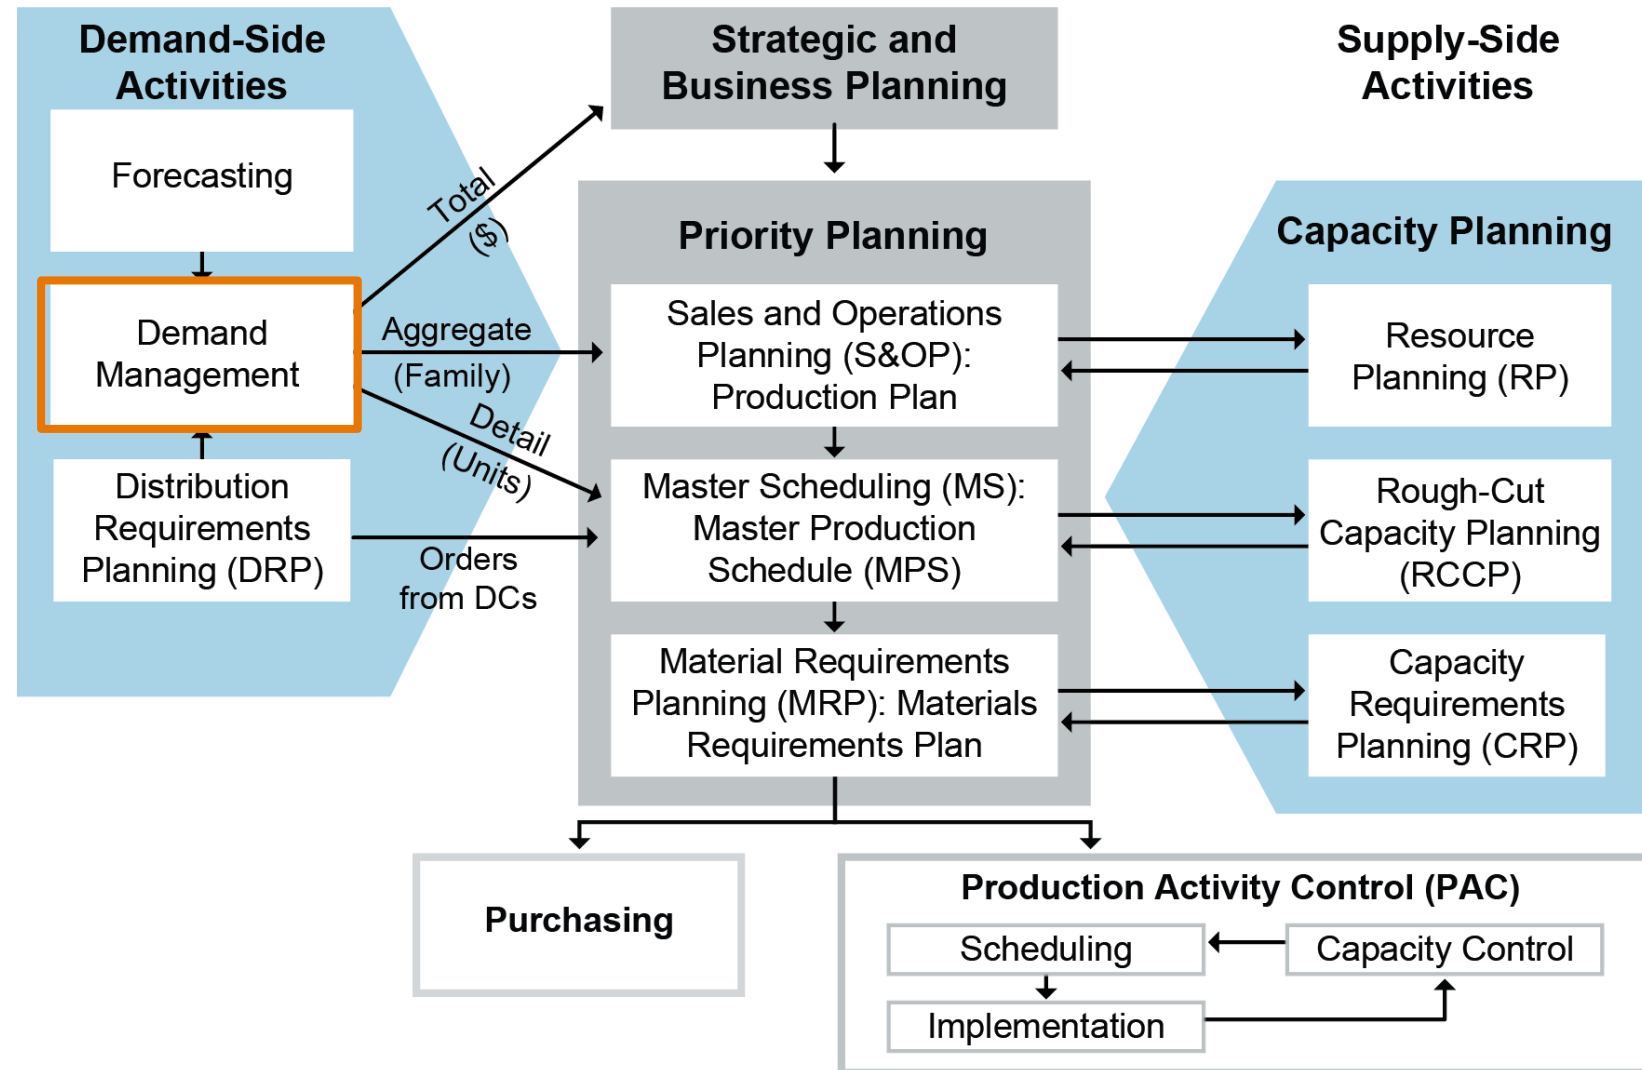 Demand-Side
Activities
Forecasting
Demand
Management
Distribution
Requirements
Planning (DRP)
Total
($)
Aggregate
(Family)
Detail
(Units)
Orders
from DCs
Strategic and
Business Planning
Priority Planning
Sales and Operations
Planning (S&OP):
Production Plan
Master Scheduling (MS):
Master Production
Schedule (MPS)
Material Requirements
Planning (MRP): Materials
Requirements Plan
Supply-Side
Activities
Capacity Planning
Resource
Planning (RP)
Rough-Cut
Capacity Planning
(RCCP)
Capacity
Requirements
Planning (CRP)
Purchasing
Production Activity Control (PAC)
Scheduling
Capacity Control
Implementation